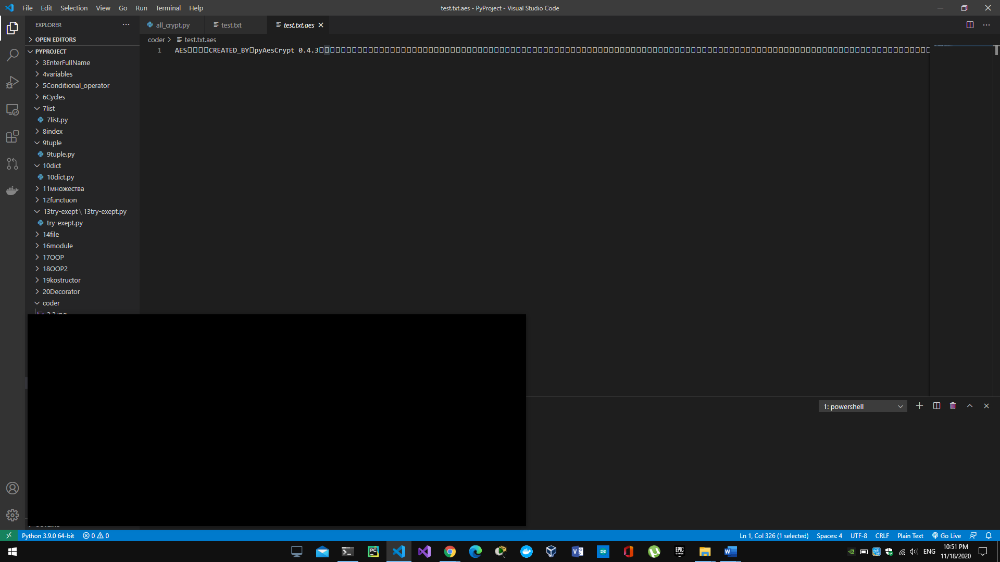 File Edit Selection View Go Run Terminal Help
test.txt.aes - PyProject - Visual Studio Code
EXPLORER
OPEN EDITORS
PYPROJECT
3EnterFullName
4variables
5Conditional_operator
6Cycles
7list
7list.py
8index
9tuple
9tuple.py
10dict
10dict.py
11множества
12functuon
13try-exept \ 13try-exept.py
try-exept.py
14file
16module
17OOP
18OOP2
19kostructor
20Decorator
coder
all_crypt.py
test.txt
test.txt.aes
coder > test.txt.aes
1 AES CREATED_BY pyAesCrypt 0.4.3
1: powershell
Python 3.9.0 64-bit 0 0
Ln 1, Col 326 (1 selected) Spaces: 4 UTF-8 CRLF Plain Text Go Live
ENG
10:51 PM
11/18/2020